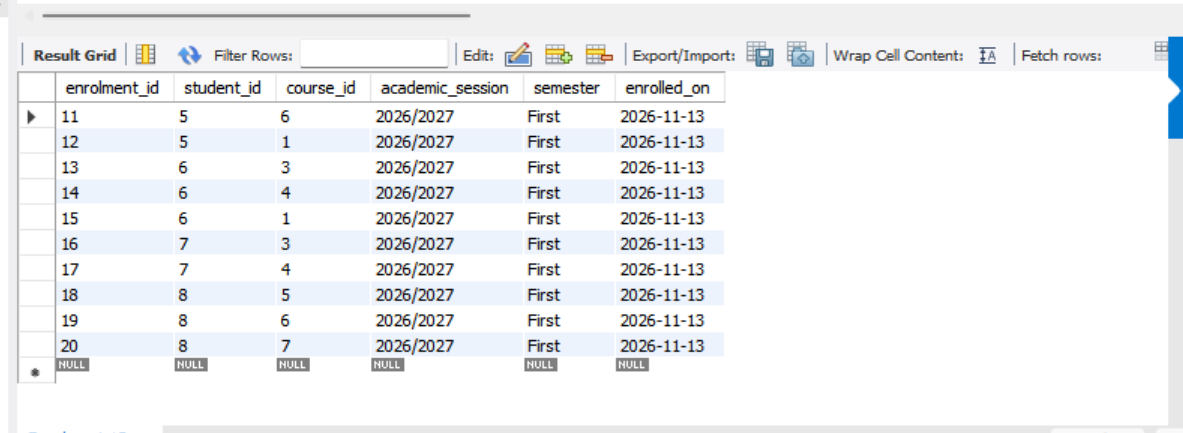 Result Grid Filter Rows: Edit: Export/Import: Wrap Cell Content: Fetch rows:
enrolment_id student_id course_id academic_session semester enrolled_on
11 5 6 2026/2027 First 2026-11-13
12 5 1 2026/2027 First 2026-11-13
13 6 3 2026/2027 First 2026-11-13
14 6 4 2026/2027 First 2026-11-13
15 6 1 2026/2027 First 2026-11-13
16 7 3 2026/2027 First 2026-11-13
17 7 4 2026/2027 First 2026-11-13
18 8 5 2026/2027 First 2026-11-13
19 8 6 2026/2027 First 2026-11-13
20 8 7 2026/2027 First 2026-11-13
NULL NULL NULL NULL NULL NULL